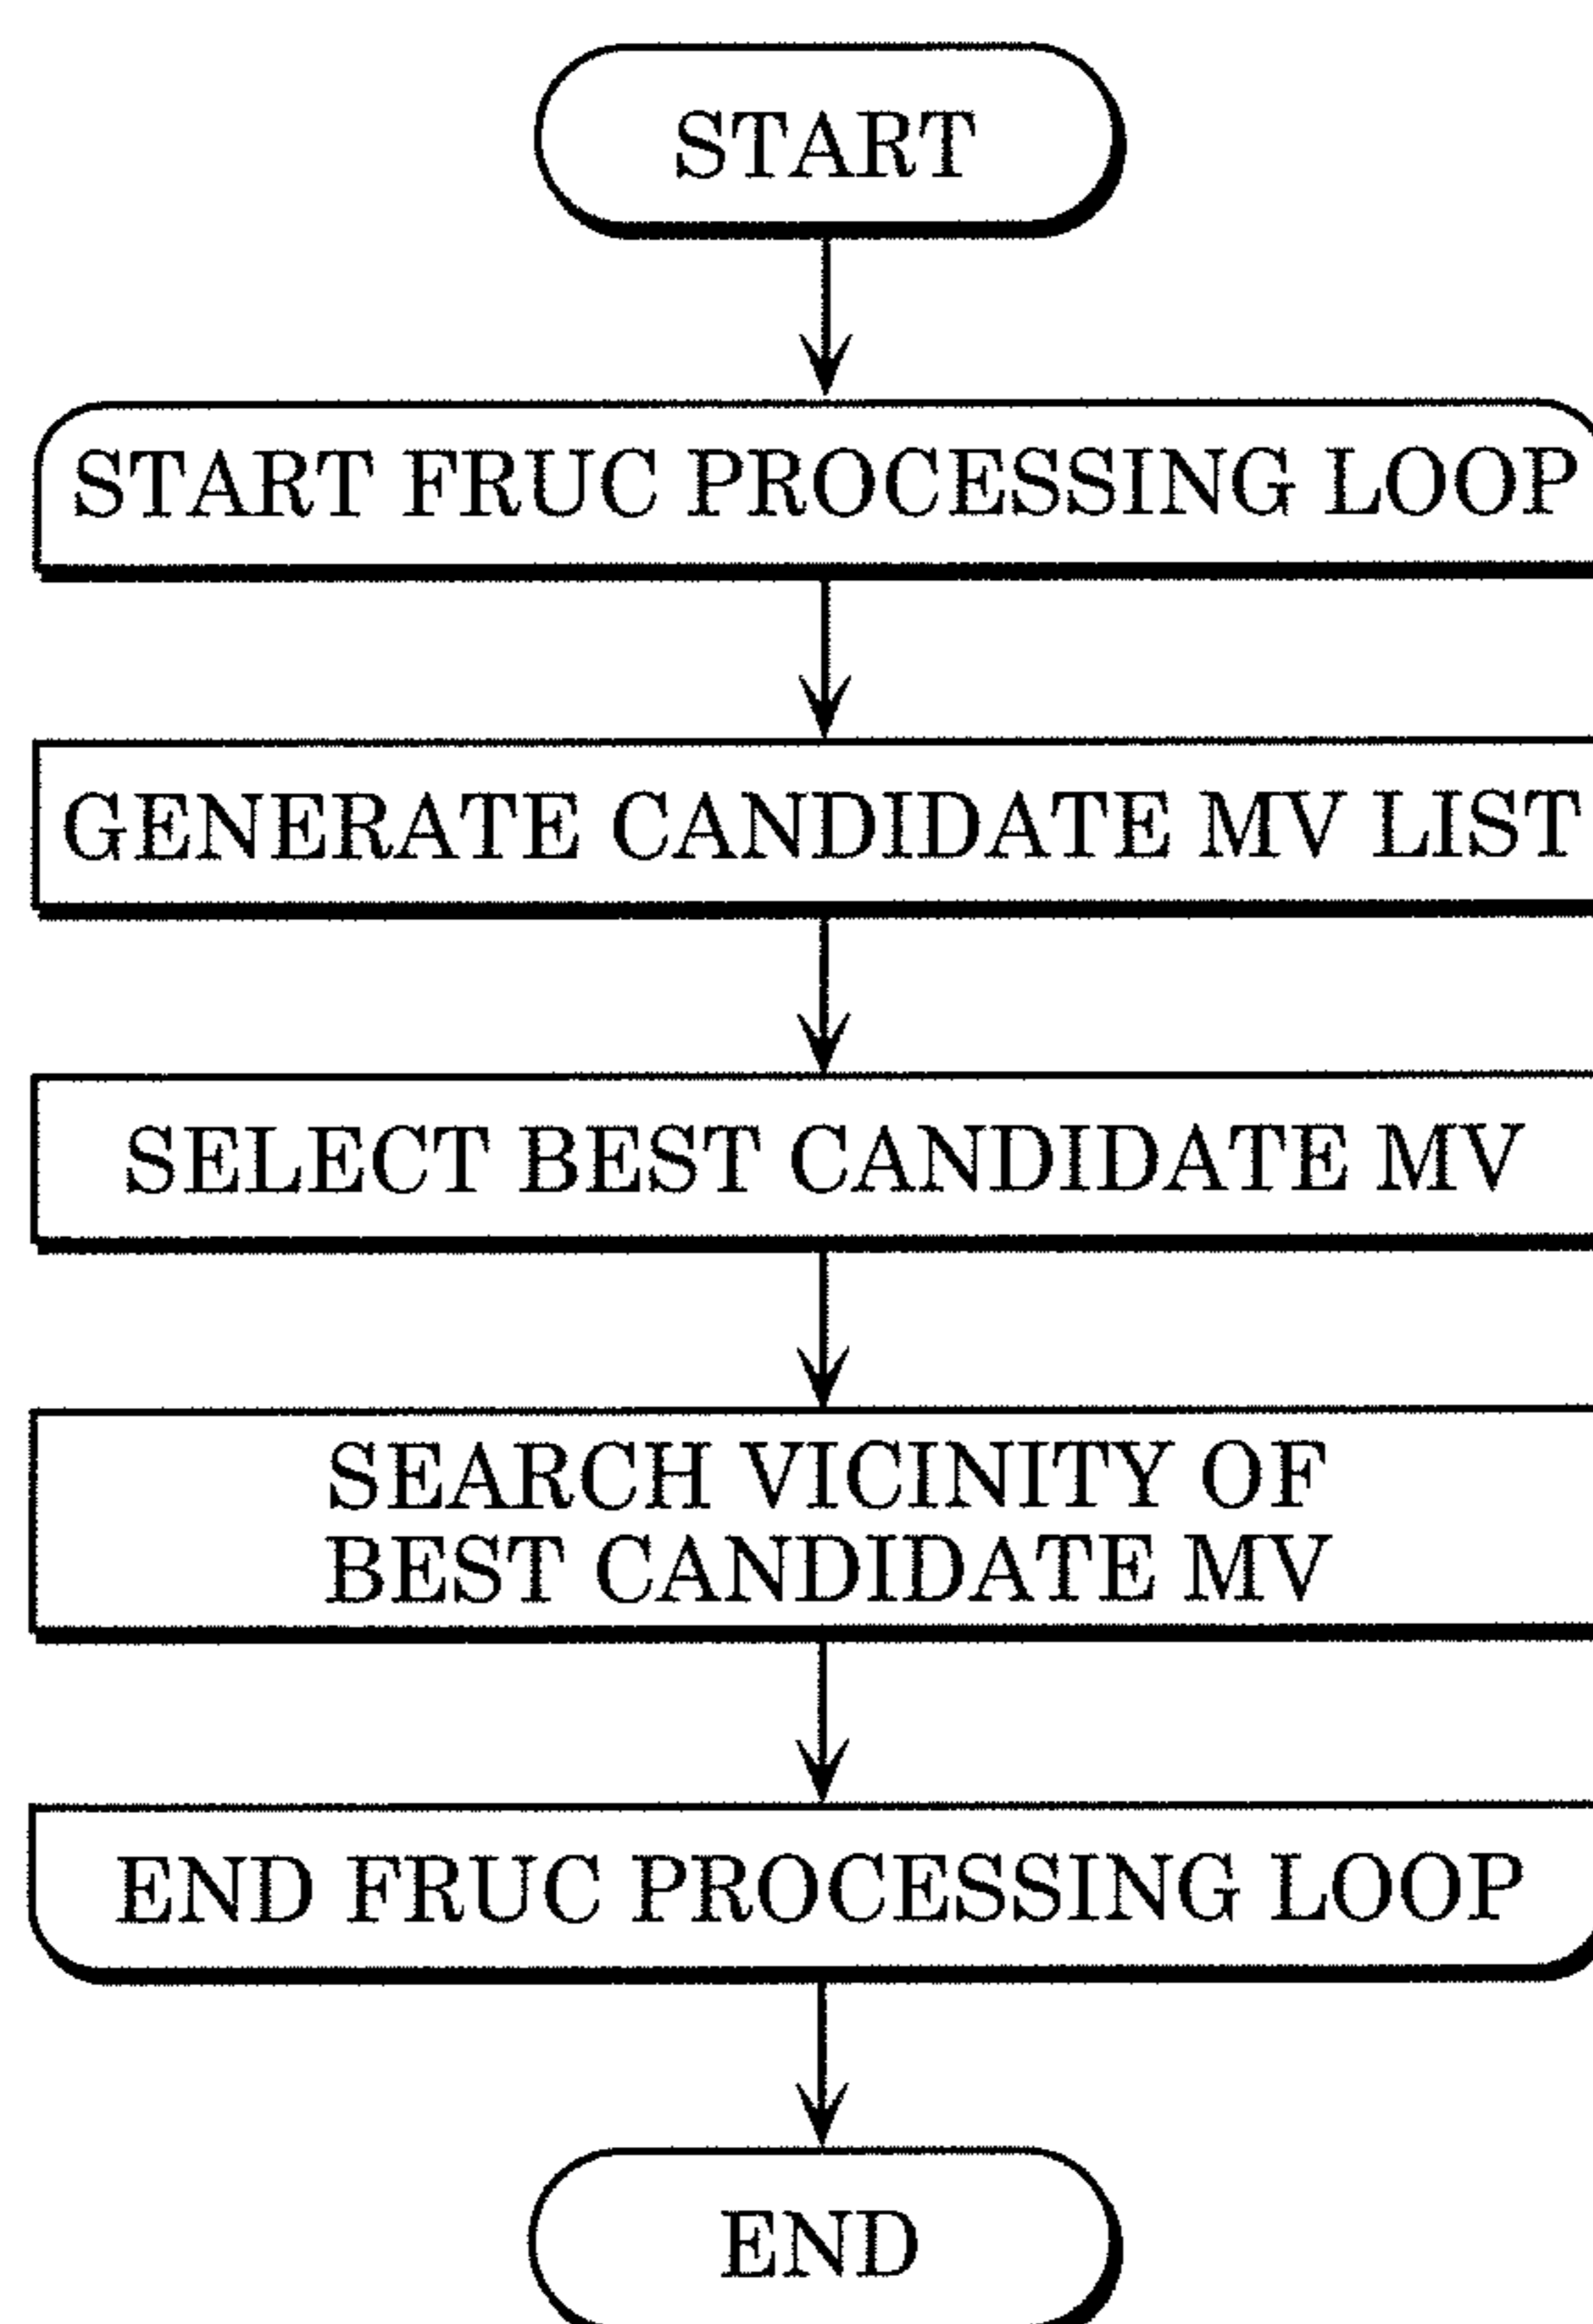 START
START FRUC PROCESSING LOOP
GENERATE CANDIDATE MV LIST
SELECT BEST CANDIDATE MV
SEARCH VICINITY OF
BEST CANDIDATE MV
END FRUC PROCESSING LOOP
END